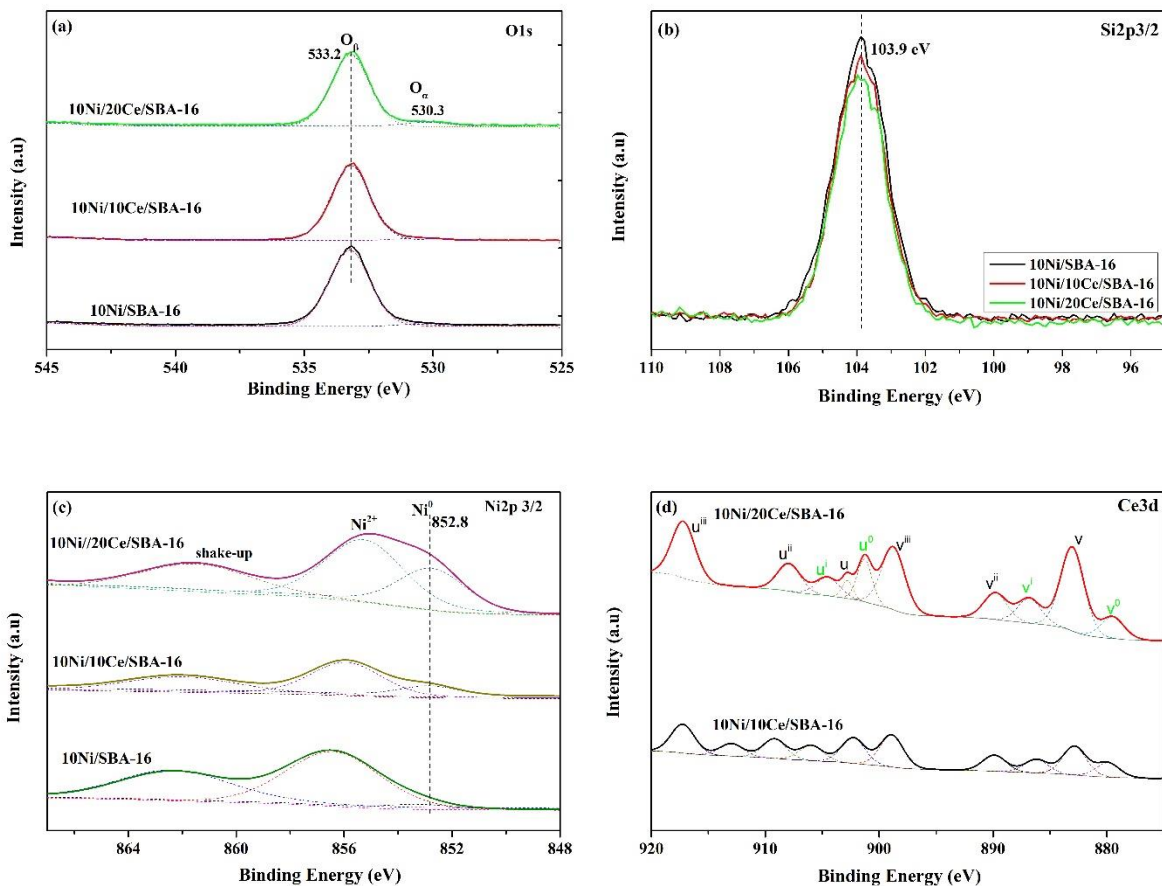 (a)
O1s
Oβ
533.2
Oα
530.3
10Ni/20Ce/SBA-16
10Ni/10Ce/SBA-16
10Ni/SBA-16
Intensity (a.u)
545 540 535 530 525
Binding Energy (eV)
(b)
Si2p3/2
103.9 eV
10Ni/SBA-16
10Ni/10Ce/SBA-16
10Ni/20Ce/SBA-16
Intensity (a.u)
110 108 106 104 102 100 98 96
Binding Energy (eV)
(c)
Ni2p 3/2
Ni²⁺
Ni⁰
852.8
10Ni//20Ce/SBA-16
shake-up
10Ni/10Ce/SBA-16
10Ni/SBA-16
Intensity (a.u)
864 860 856 852 848
Binding Energy (eV)
(d)
Ce3d
10Ni/20Ce/SBA-16
uⁱⁱⁱ uⁱⁱ uⁱ u u⁰ vⁱⁱⁱ vⁱⁱ vⁱ v v⁰
10Ni/10Ce/SBA-16
Intensity (a.u)
920 910 900 890 880
Binding Energy (eV)